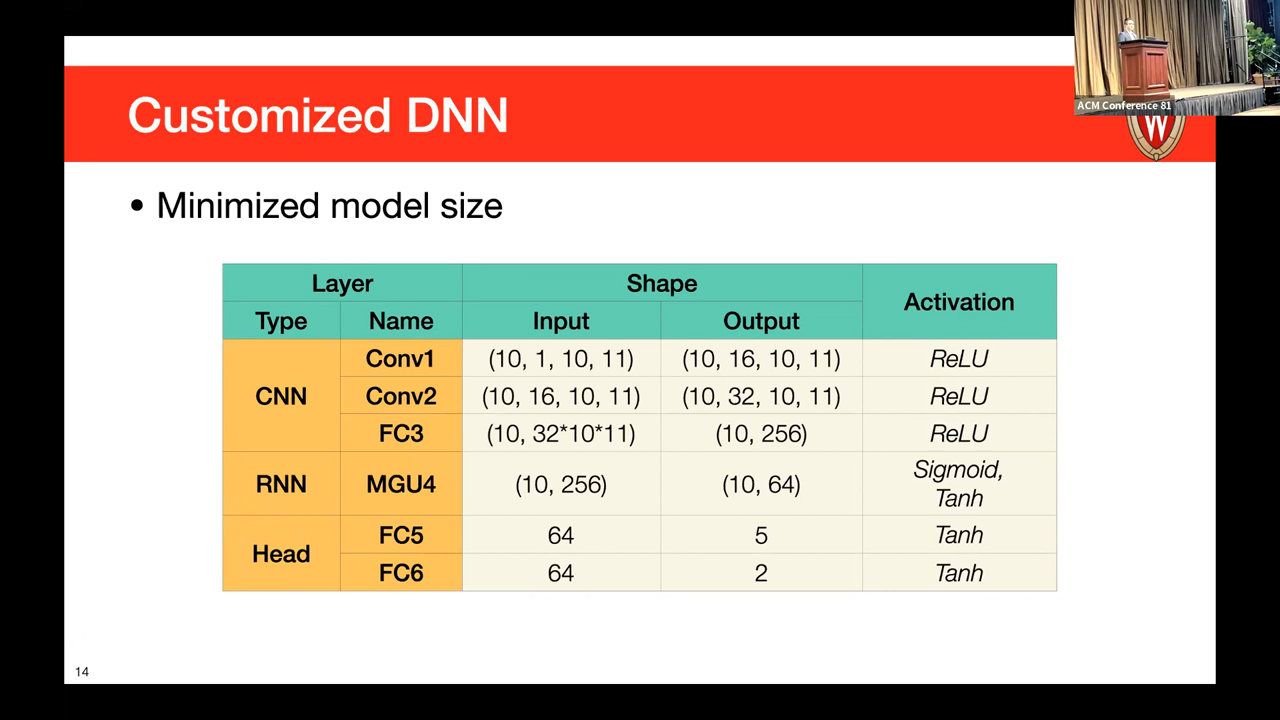 ACM Conference 81
W
Customized DNN
• Minimized model size
Layer Shape Activation
Type Name Input Output
CNN Conv1 (10, 1, 10, 11) (10, 16, 10, 11) ReLU
Conv2 (10, 16, 10, 11) (10, 32, 10, 11) ReLU
FC3 (10, 32*10*11) (10, 256) ReLU
RNN MGU4 (10, 256) (10, 64) Sigmoid,
Tanh
Head FC5 64 5 Tanh
FC6 64 2 Tanh
14